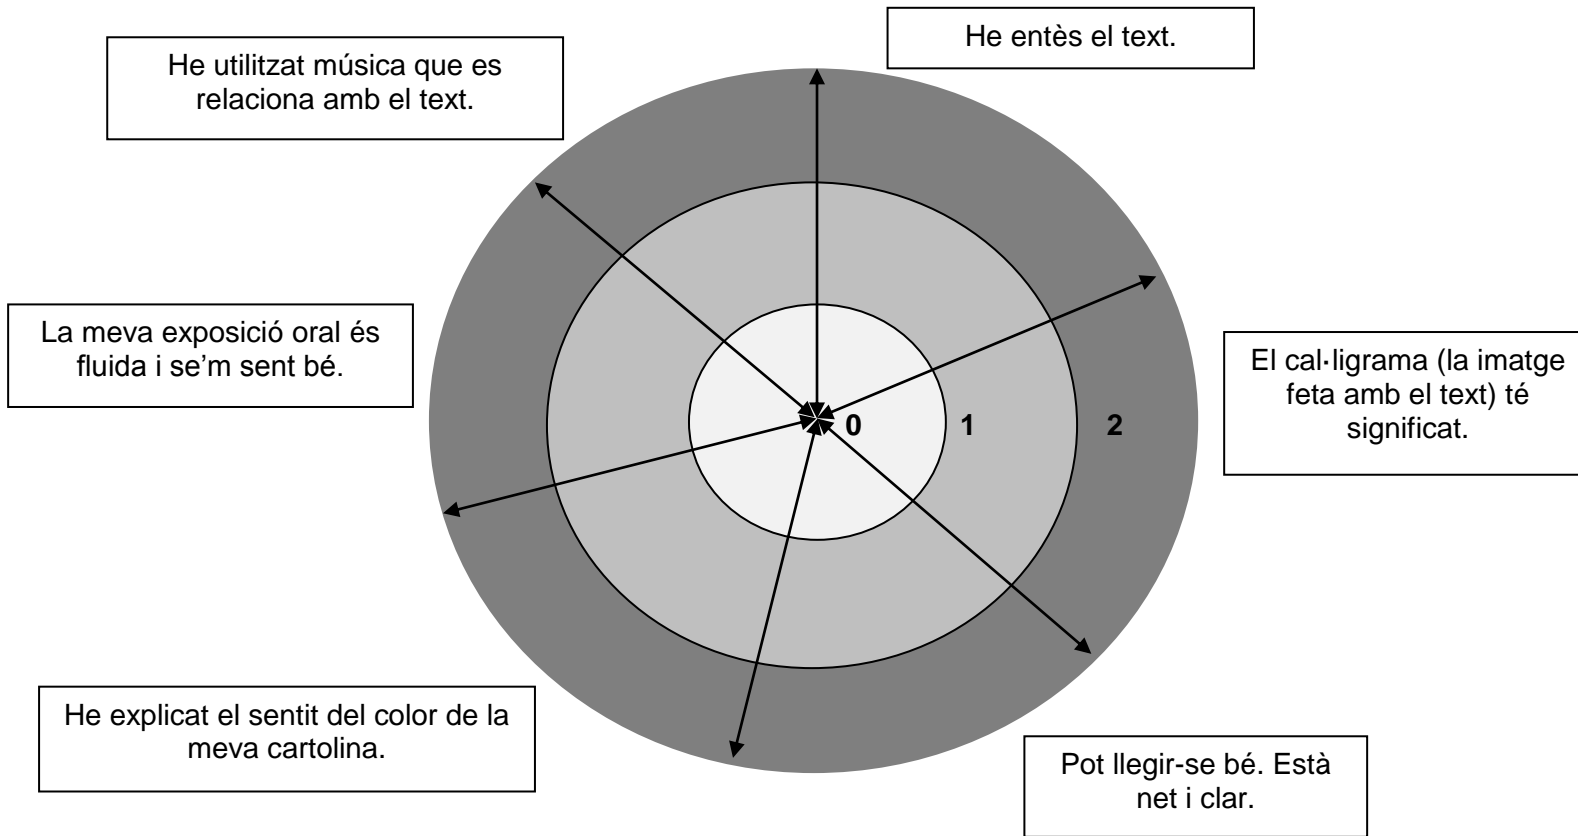 He entès el text.
He utilitzat música que es
relaciona amb el text.
La meva exposició oral és
fluida i se’m sent bé.
El cal·ligrama (la imatge
feta amb el text) té
significat.
0
1
2
He explicat el sentit del color de la
meva cartolina.
Pot llegir-se bé. Està
net i clar.